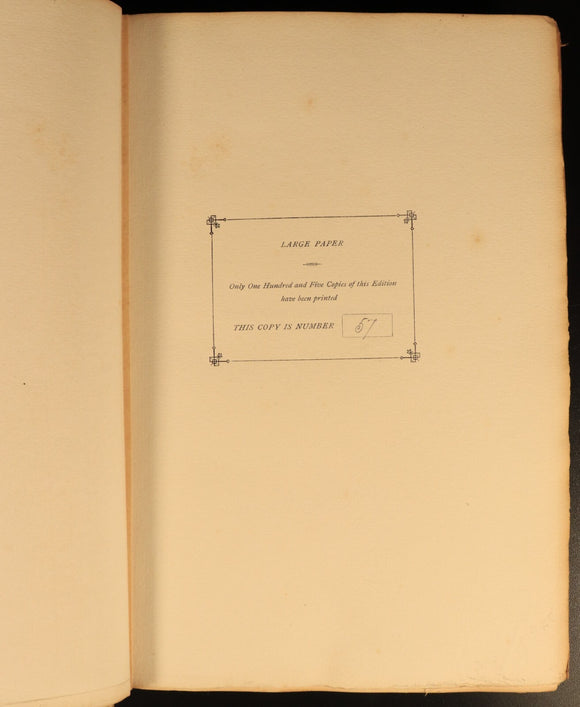 LARGE PAPER
Only One Hundred and Five Copies of this Edition
have been printed
THIS COPY IS NUMBER 57